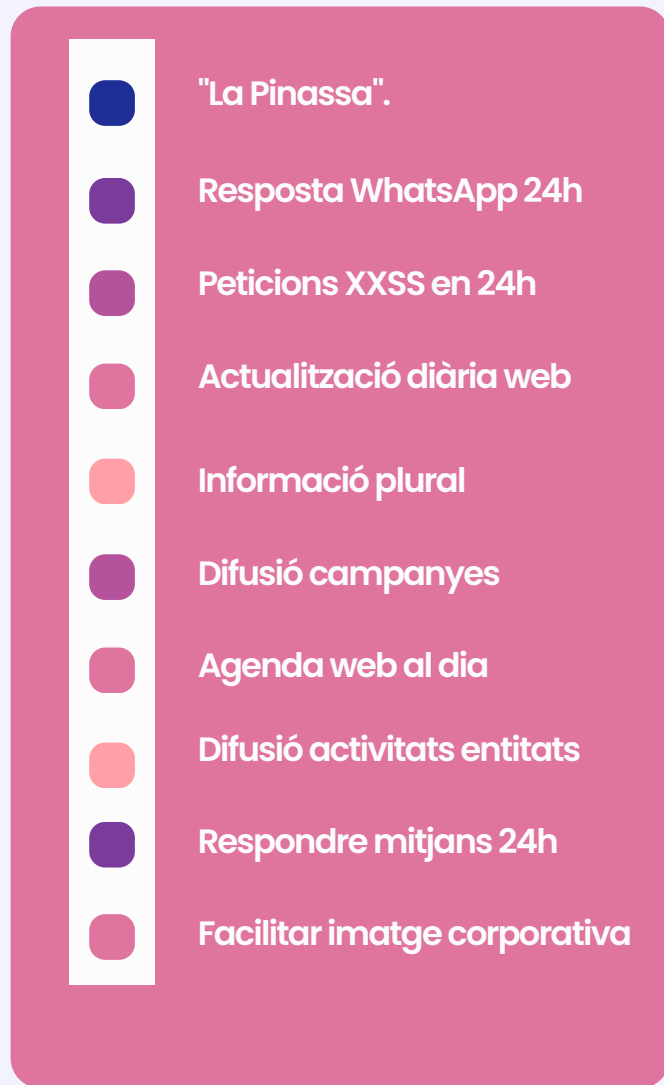 "La Pinassa".
Resposta WhatsApp 24h
Peticions XXSS en 24h
Actualització diària web
Informació plural
Difusió campanyes
Agenda web al dia
Difusió activitats entitats
Respondre mitjans 24h
Facilitar imatge corporativa